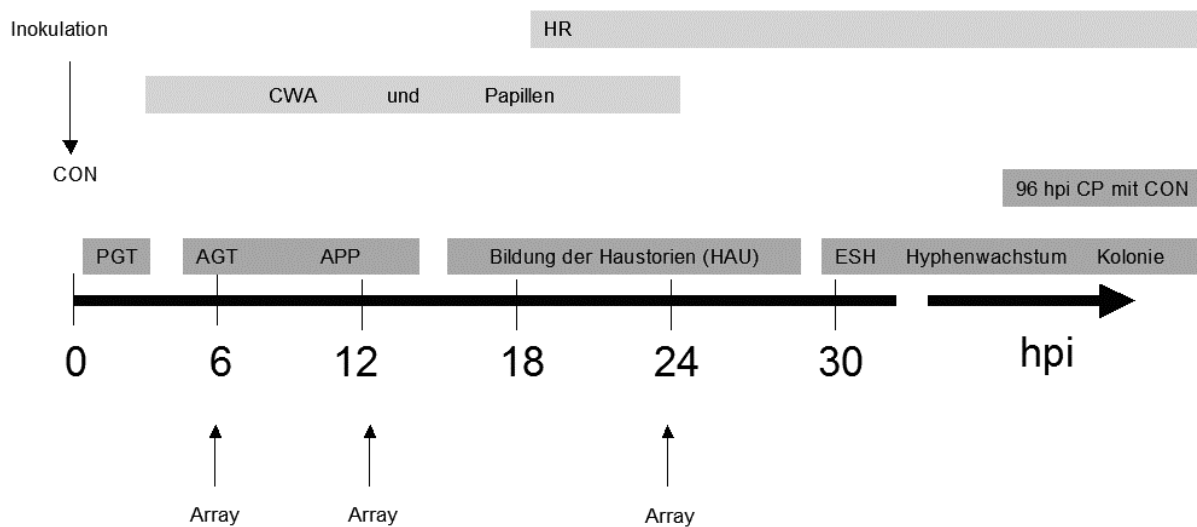 Inokulation
HR
CWA und Papillen
CON
96 hpi CP mit CON
PGT AGT APP Bildung der Haustorien (HAU) ESH Hyphenwachstum Kolonie
0 6 12 18 24 30 hpi
Array Array Array